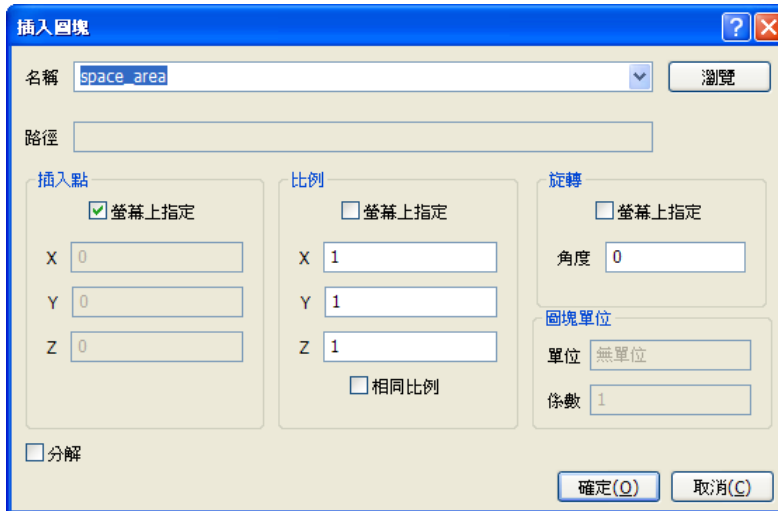 插入圖塊
名稱 space_area 瀏覽
路徑
插入點 比例 旋轉
螢幕上指定 螢幕上指定 螢幕上指定
X 0 X 1 角度 0
Y 0 Y 1
圖塊單位
Z 0 Z 1 單位 無單位
相同比例 係數 1
分解
確定(O) 取消(C)